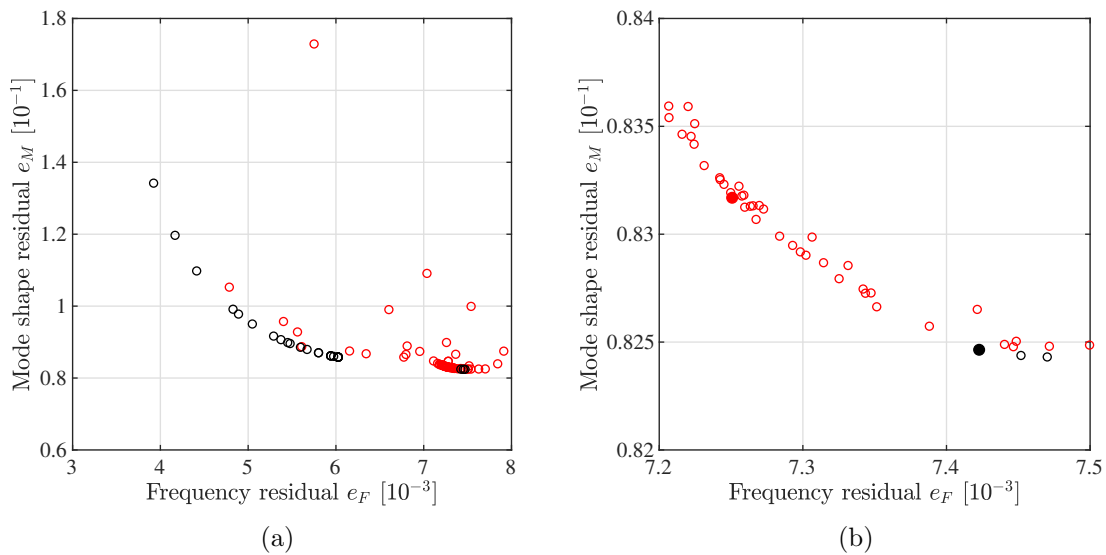 1.8
1.6
1.4
1.2
1
0.8
0.6
3 4 5 6 7 8
Mode shape residual e_M [10^{-1}]
Frequency residual e_F [10^{-3}]
(a)
0.84
0.835
0.83
0.825
0.82
7.2 7.3 7.4 7.5
Mode shape residual e_M [10^{-1}]
Frequency residual e_F [10^{-3}]
(b)